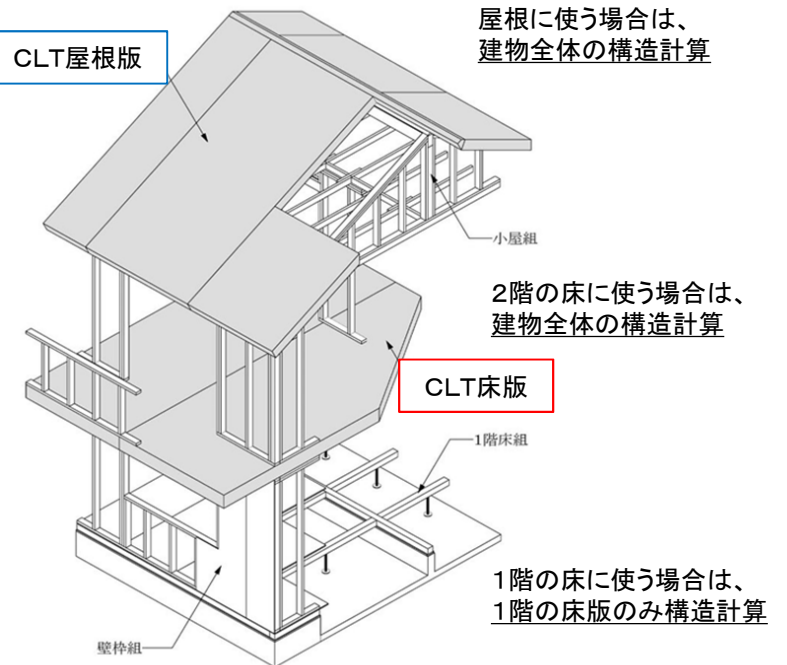 屋根に使う場合は、
建物全体の構造計算
CLT屋根版
小屋組
2階の床に使う場合は、
建物全体の構造計算
CLT床版
1階床組
1階の床に使う場合は、
1階の床版のみ構造計算
壁枠組